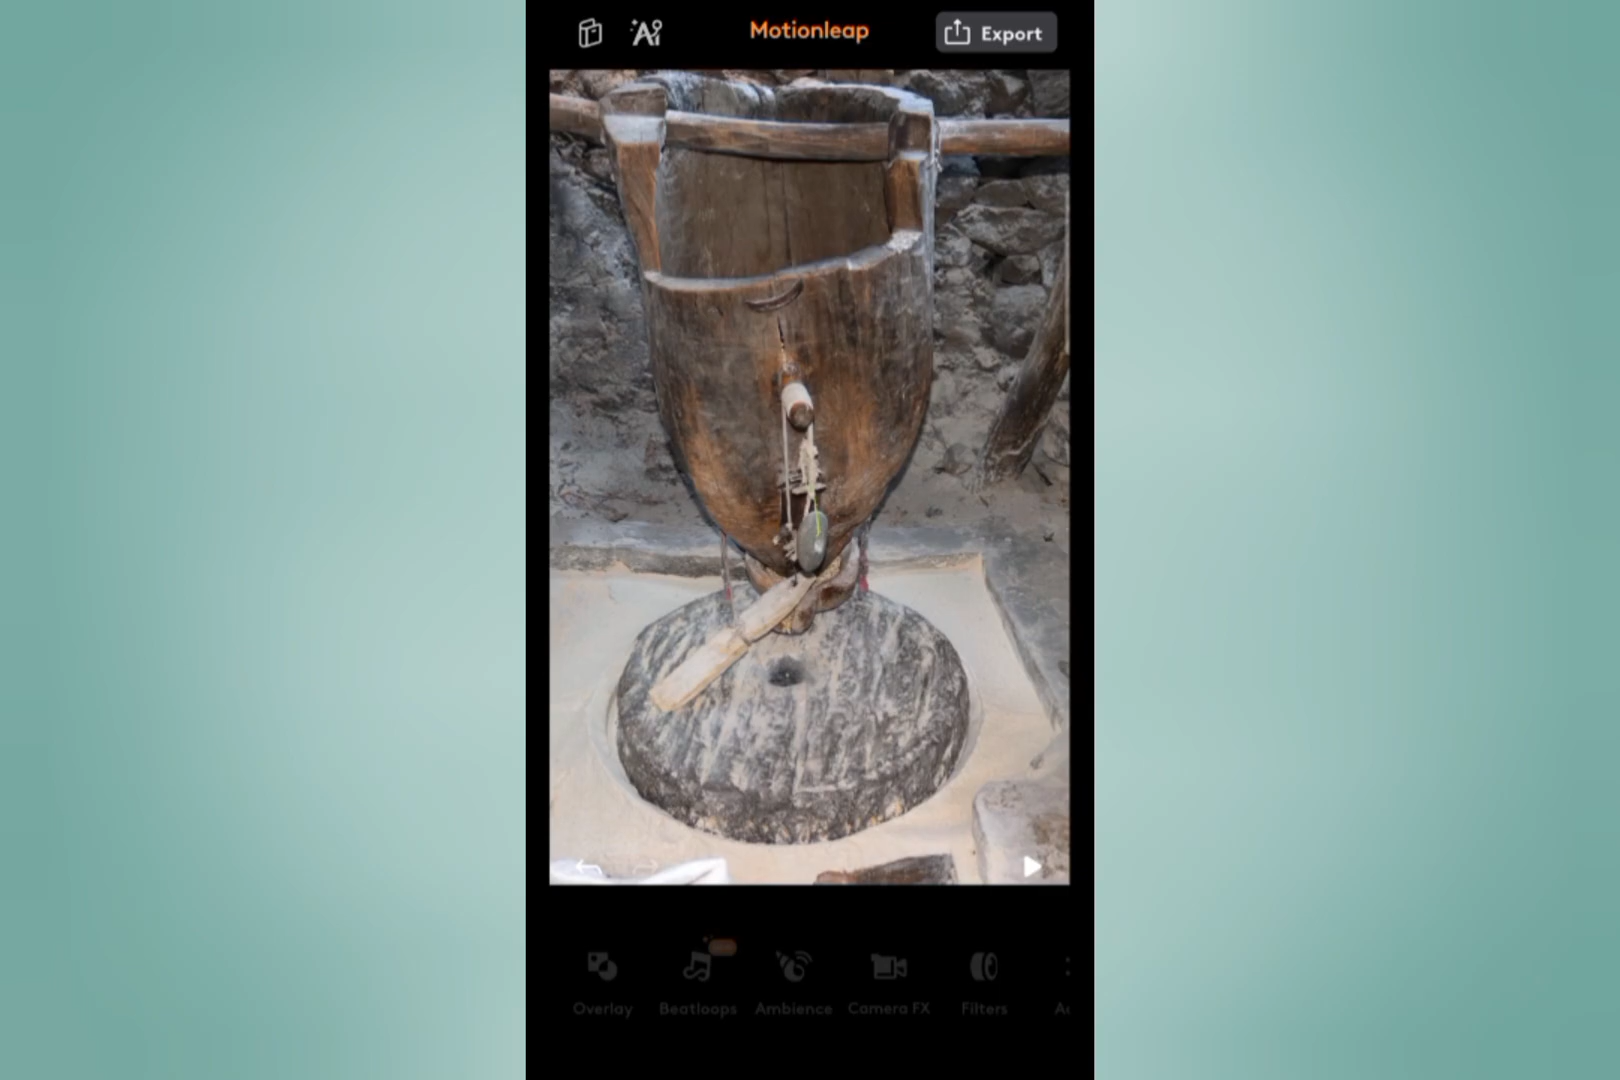 Motionleap
Export
Overlay
Beatloops
Ambience
Camera FX
Filters